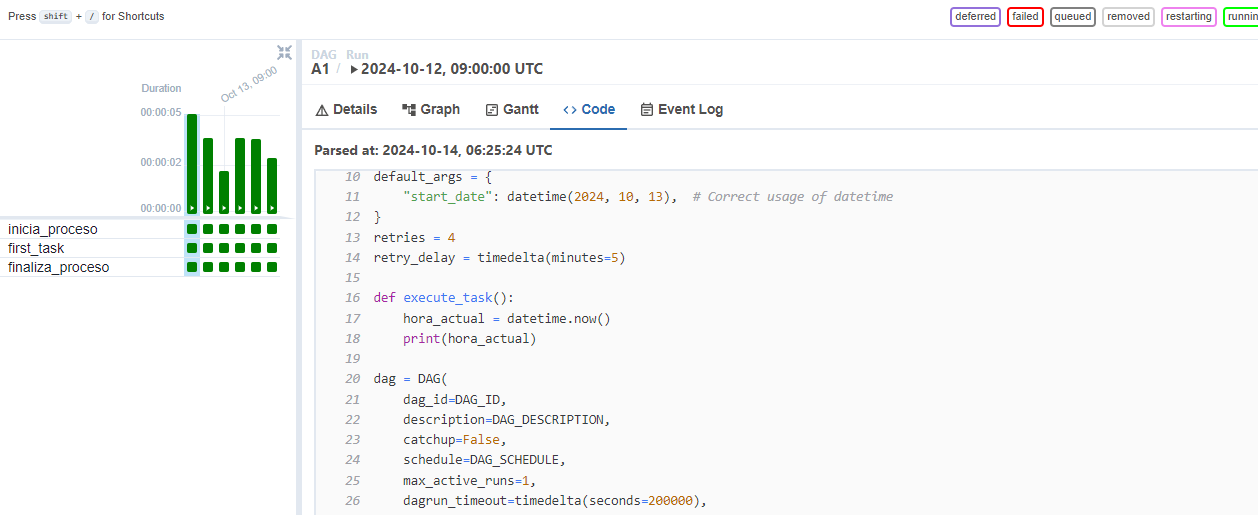 Press shift + / for Shortcuts
deferred failed queued removed restarting runnin
DAG Run
A1 / 2024-10-12, 09:00:00 UTC
Oct 13, 09:00
Duration
00:00:05
00:00:02
00:00:00
inicia_proceso
first_task
finaliza_proceso
Details Graph Gantt <> Code Event Log
Parsed at: 2024-10-14, 06:25:24 UTC
10 default_args = {
11 "start_date": datetime(2024, 10, 13), # Correct usage of datetime
12 }
13 retries = 4
14 retry_delay = timedelta(minutes=5)
15
16 def execute_task():
17 hora_actual = datetime.now()
18 print(hora_actual)
19
20 dag = DAG(
21 dag_id=DAG_ID,
22 description=DAG_DESCRIPTION,
23 catchup=False,
24 schedule=DAG_SCHEDULE,
25 max_active_runs=1,
26 dagrun_timeout=timedelta(seconds=200000),